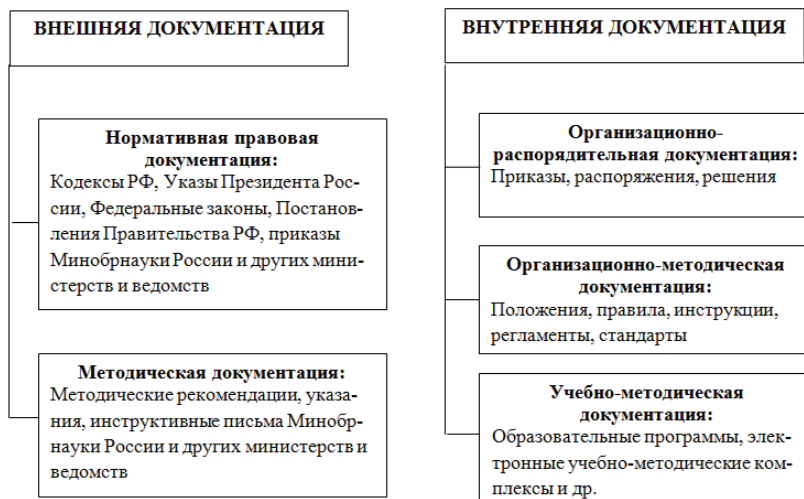 ВНЕШНЯЯ ДОКУМЕНТАЦИЯ
Нормативная правовая
документация:
Кодексы РФ, Указы Президента Рос-
сии, Федеральные законы, Постанов-
ления Правительства РФ, приказы
Минобрнауки России и других мини-
стерств и ведомств
Методическая документация:
Методические рекомендации, указа-
ния, инструктивные письма Минобр-
науки России и других министерств и
ведомств
ВНУТРЕННЯЯ ДОКУМЕНТАЦИЯ
Организационно-
распорядительная документация:
Приказы, распоряжения, решения
Организационно-методическая
документация:
Положения, правила, инструкции,
регламенты, стандарты
Учебно-методическая
документация:
Образовательные программы, элек-
тронные учебно-методические ком-
плексы и др.